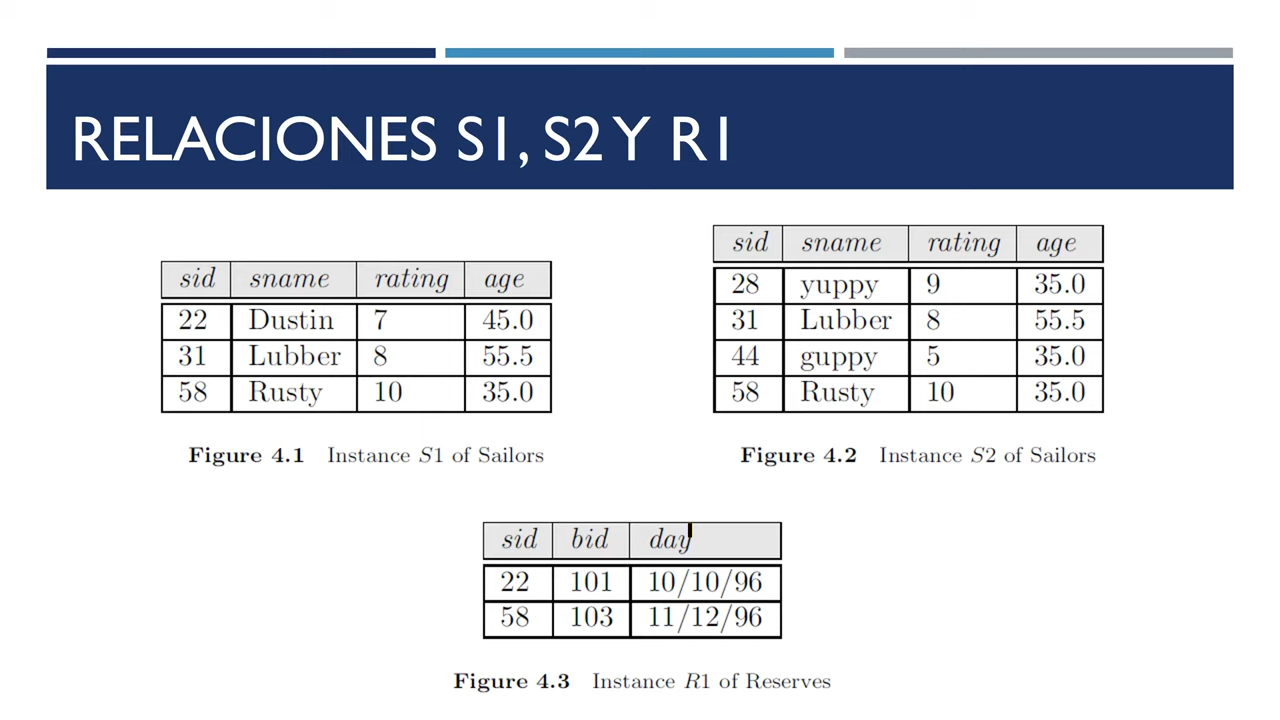 RELACIONES S1, S2 Y R1
sid sname rating age
22 Dustin 7 45.0
31 Lubber 8 55.5
58 Rusty 10 35.0
Figure 4.1 Instance S1 of Sailors
sid sname rating age
28 yuppy 9 35.0
31 Lubber 8 55.5
44 guppy 5 35.0
58 Rusty 10 35.0
Figure 4.2 Instance S2 of Sailors
sid bid day
22 101 10/10/96
58 103 11/12/96
Figure 4.3 Instance R1 of Reserves